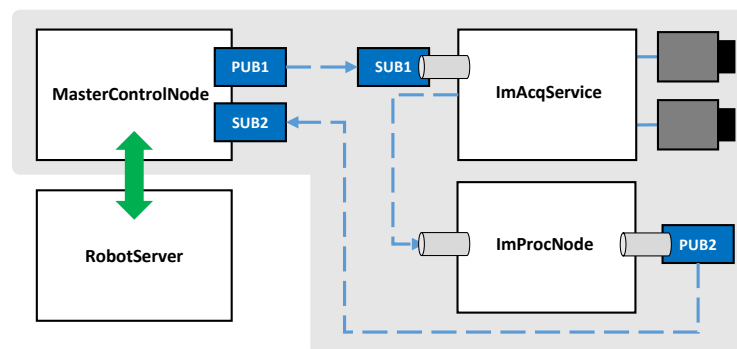 PUB1
SUB1
MasterControlNode
ImAcqService
SUB2
ImProcNode
PUB2
RobotServer